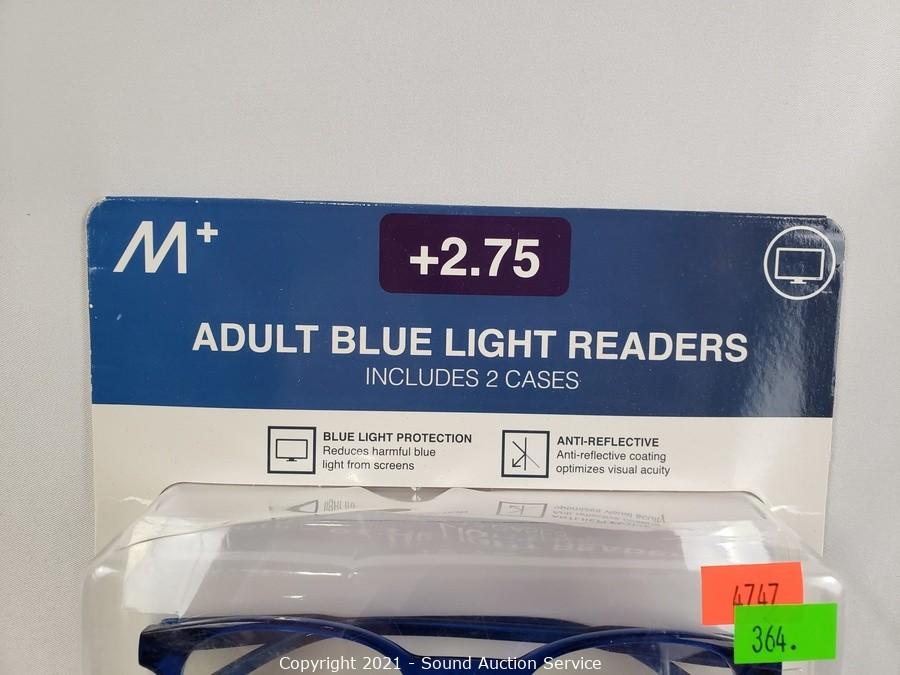 M+
+2.75
ADULT BLUE LIGHT READERS
INCLUDES 2 CASES
BLUE LIGHT PROTECTION
Reduces harmful blue
light from screens
ANTI-REFLECTIVE
Anti-reflective coating
optimizes visual acuity
4747
364.
Copyright 2021 - Sound Auction Service